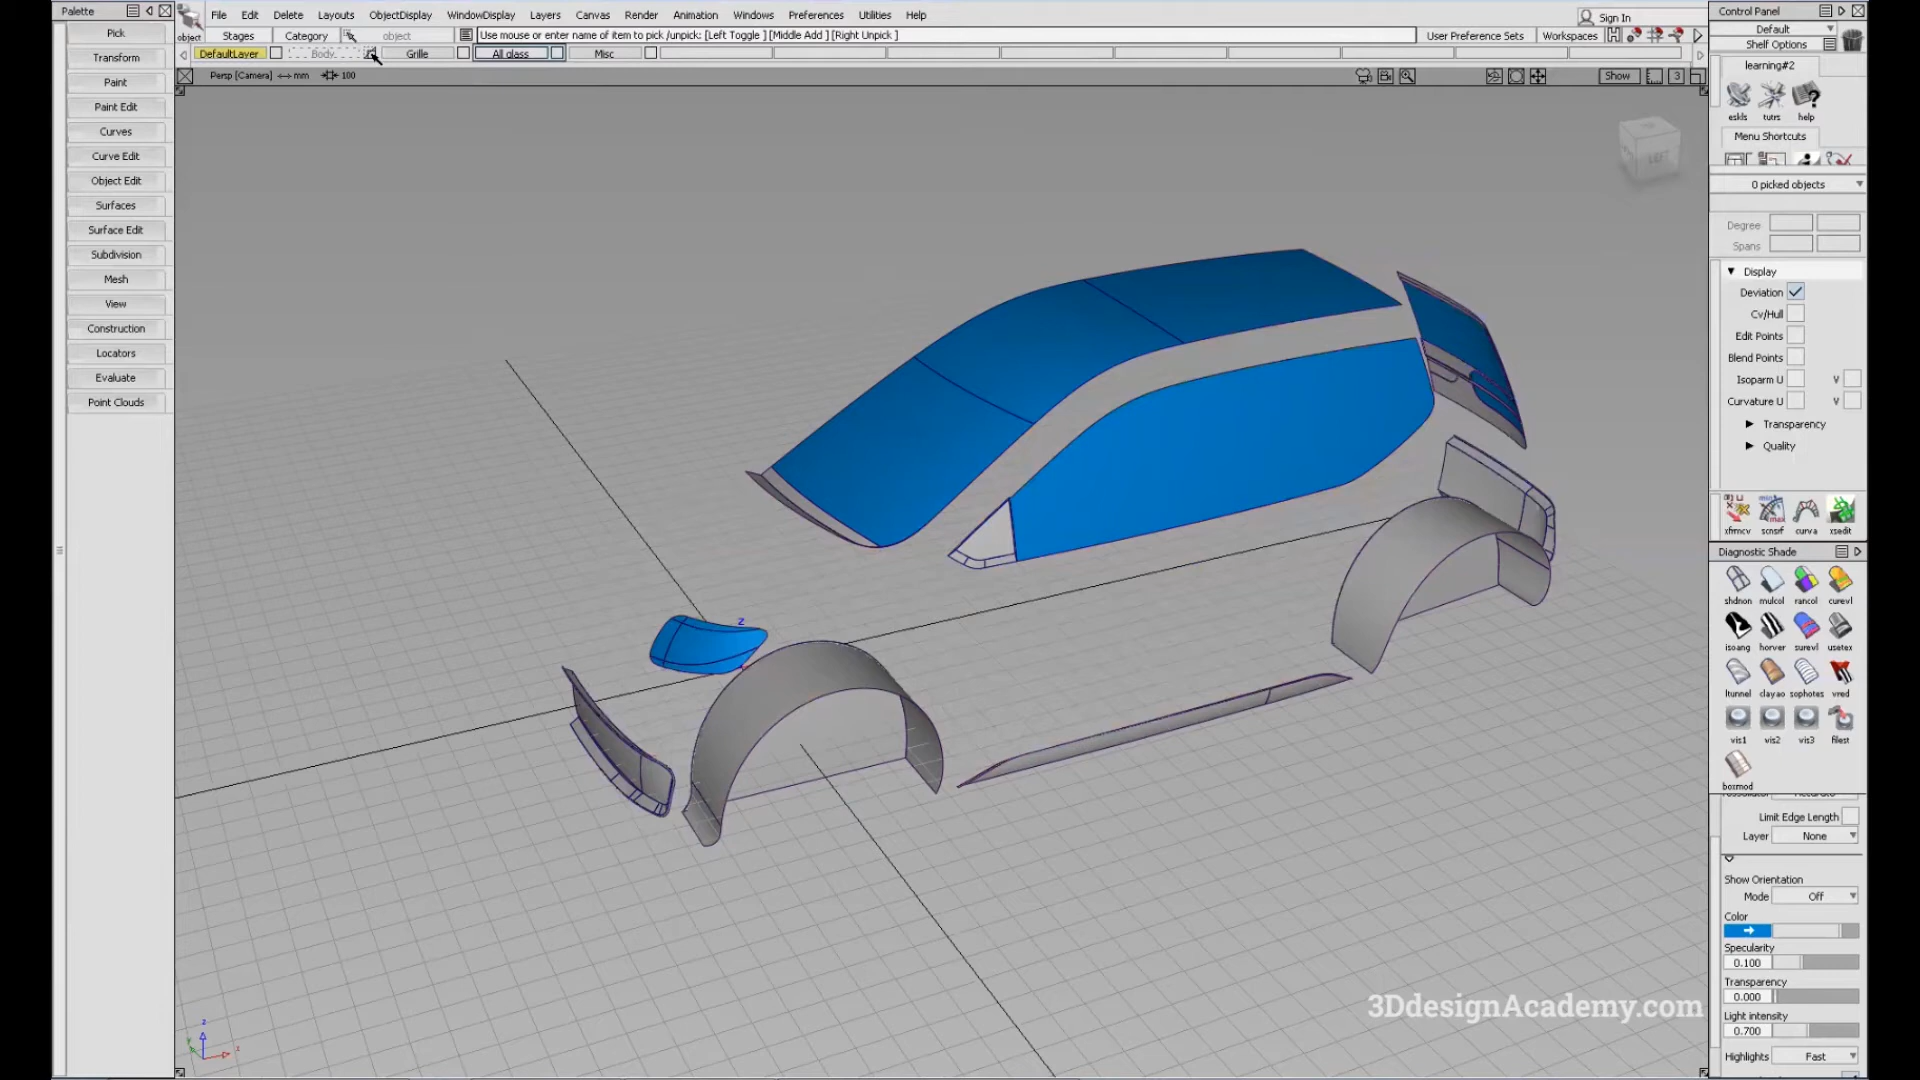 Palette
File Edit Delete Layouts ObjectDisplay WindowDisplay Layers Canvas Render Animation Windows Preferences Utilities Help
Sign In
Control Panel
object
Stages Category object
Use mouse or enter name of item to pick /unpick: [Left Toggle ] [Middle Add ] [Right Unpick ]
User Preference Sets Workspaces
DefaultLayer Body Grille All glass Misc
Persp [Camera] mm 100
Show 3
Pick
Transform
Paint
Paint Edit
Curves
Curve Edit
Object Edit
Surfaces
Surface Edit
Subdivision
Mesh
View
Construction
Locators
Evaluate
Point Clouds
LEFT
Z
z
Default
Shelf Options
learning#2
eskls tutrs help
Menu Shortcuts
0 picked objects
Degree
Spans
Display
Deviation
Cv/Hull
Edit Points
Blend Points
Isoparm U V
Curvature U V
Transparency
Quality
xfrmcv scnsrf curva xsedit
Diagnostic Shade
shdnon mulcol rancol curevl
isoang horver surevl usetex
ltunnel clayao sophotes vred
vis1 vis2 vis3 filest
boxmod
Limit Edge Length
Layer None
Show Orientation
Mode Off
Color
Specularity
0.100
Transparency
0.000
Light intensity
0.700
Highlights Fast
3DdesignAcademy.com